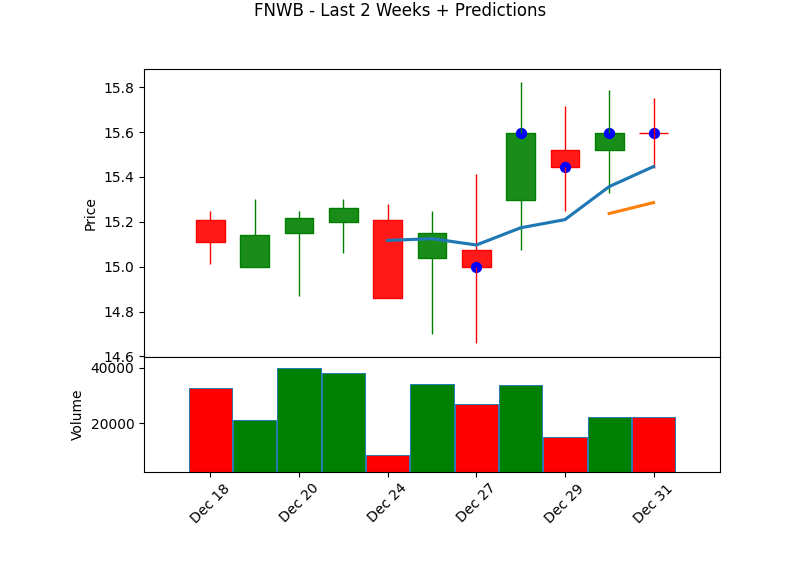 FNWB - Last 2 Weeks + Predictions
15.8
15.6
15.4
15.2
15.0
14.8
14.6
Price
40000
20000
Volume
Dec 18
Dec 20
Dec 24
Dec 27
Dec 29
Dec 31